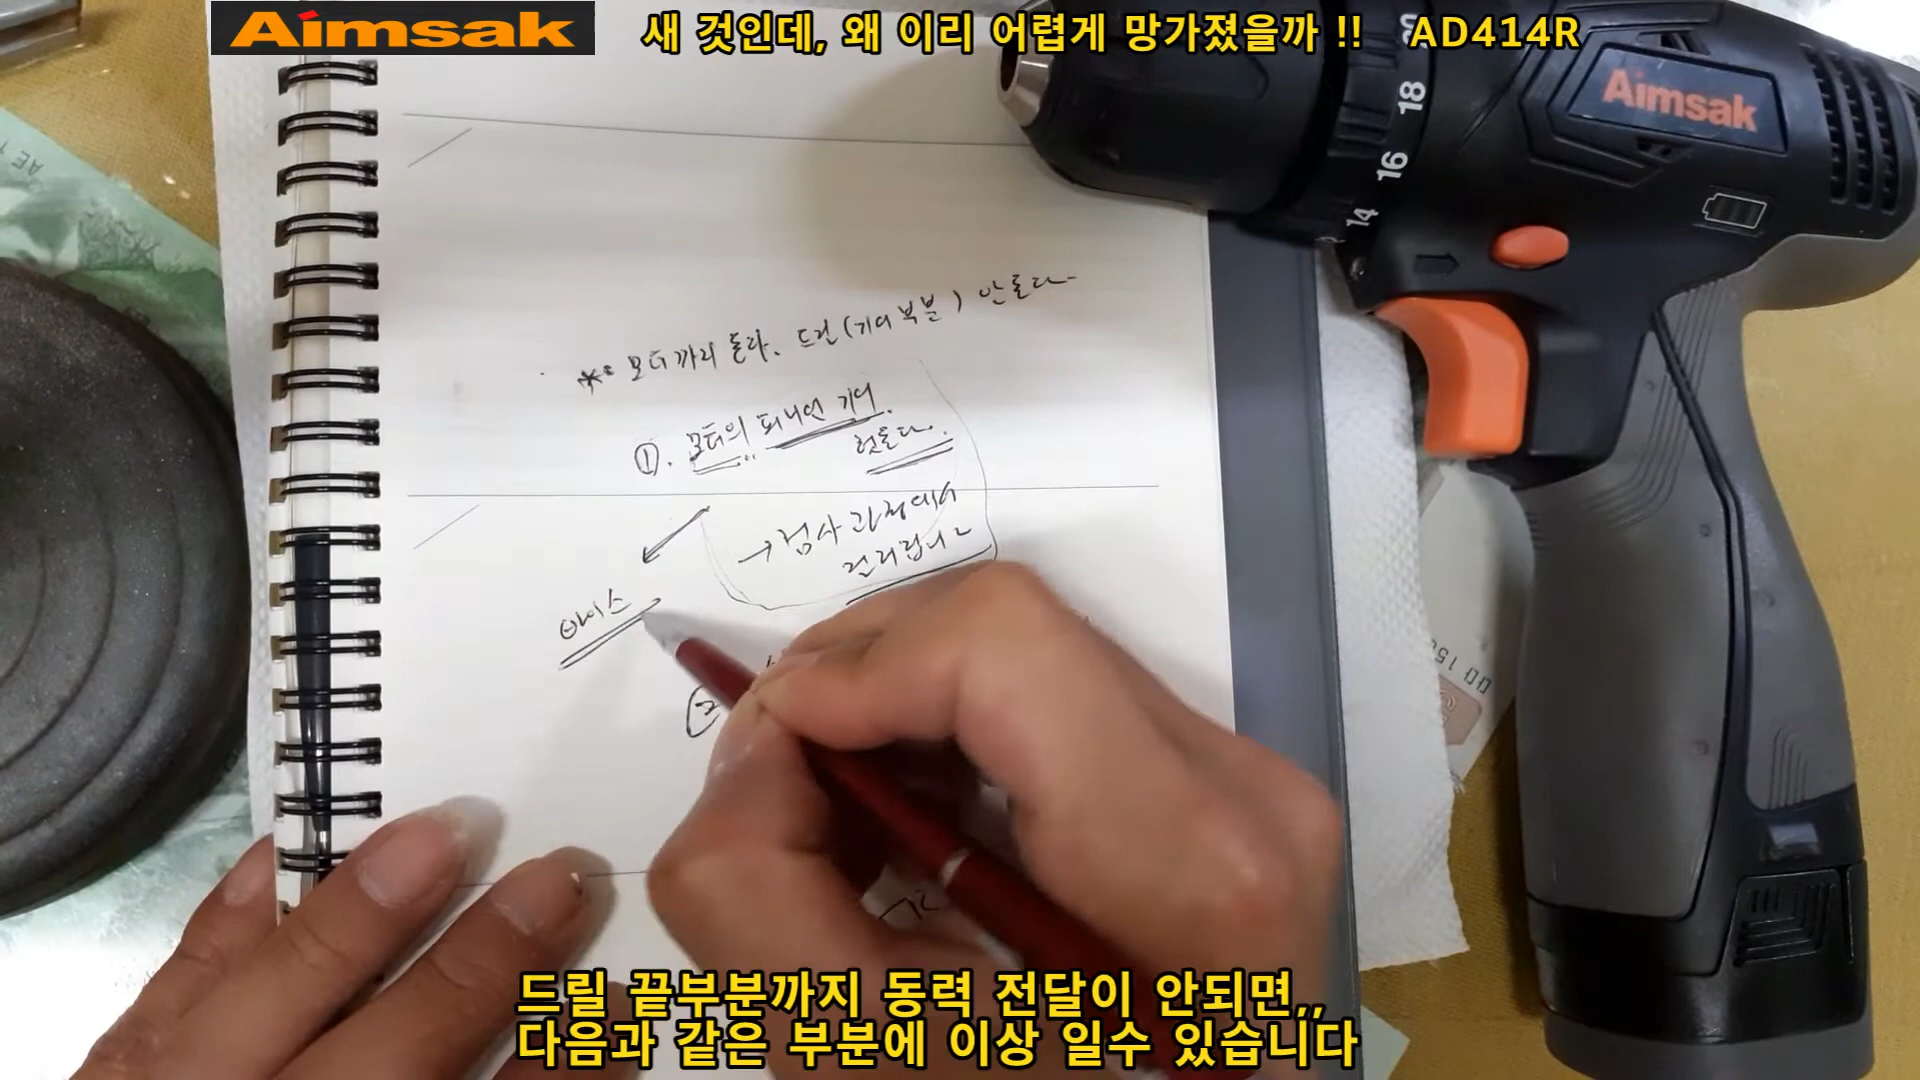 Aimsak 새 것인데, 왜 이리 어렵게 망가졌을까 !! AD414R
Aimsak
20
18
16
14
** 모터까지 돈다. 드릴 (기어 부분) 안돈다
①. 모터의 피니언 기어.
헛돈다.
→ 검사 과정에서
걸러집니다
바이스
②
드릴 끝부분까지 동력 전달이 안되면,,
다음과 같은 부분에 이상 일수 있습니다